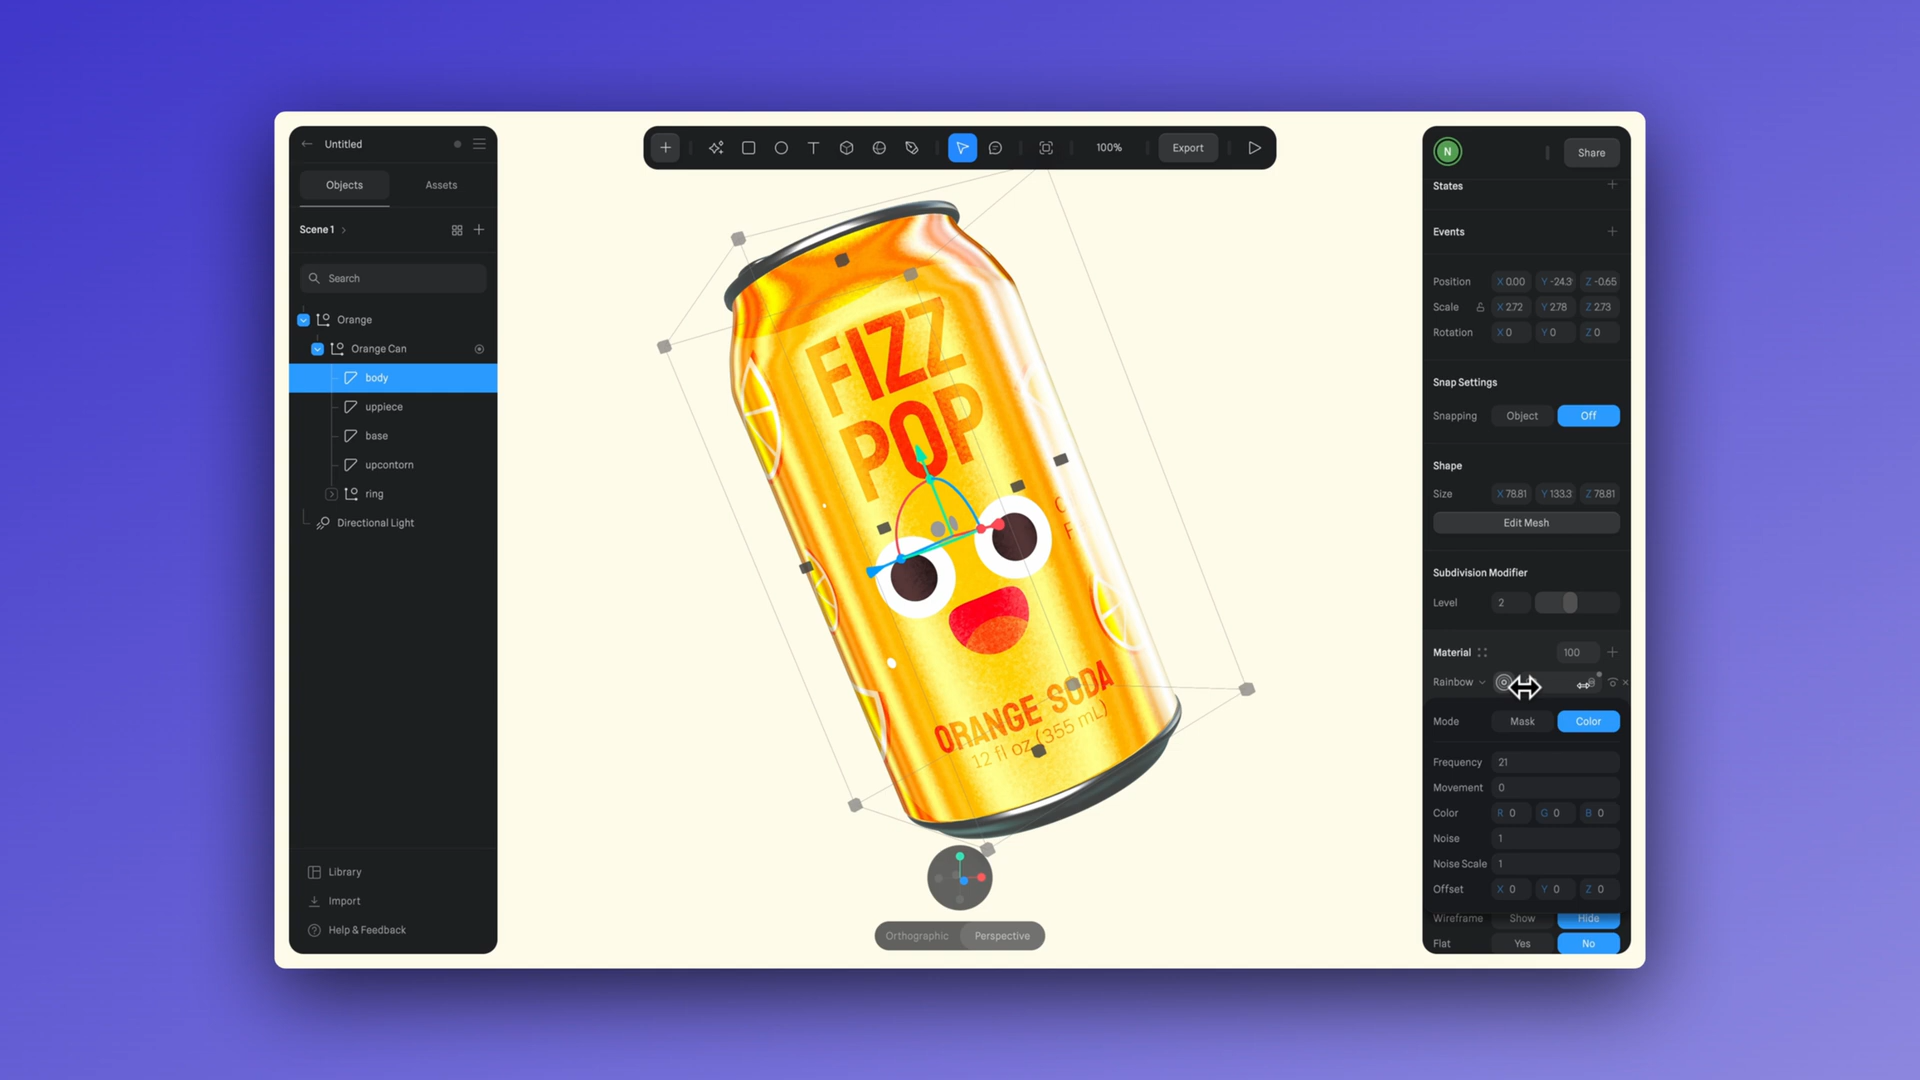 Untitled
Objects Assets
Scene 1
Search
Orange
Orange Can
body
uppiece
base
upcontorn
ring
Directional Light
Library
Import
Help & Feedback
T 100% Export
FIZZ
POP
ORANGE SODA
12 fl oz (355 mL)
Orthographic Perspective
N Share
States
Events
Position X 0.00 Y -24.3 Z -0.65
Scale X 2.72 Y 2.78 Z 2.73
Rotation X 0 Y 0 Z 0
Snap Settings
Snapping Object Off
Shape
Size X 78.81 Y 133.3 Z 78.81
Edit Mesh
Subdivision Modifier
Level 2
Material 100
Rainbow
Mode Mask Color
Frequency 21
Movement 0
Color R 0 G 0 B 0
Noise 1
Noise Scale 1
Offset X 0 Y 0 Z 0
Wireframe Show Hide
Flat Yes No